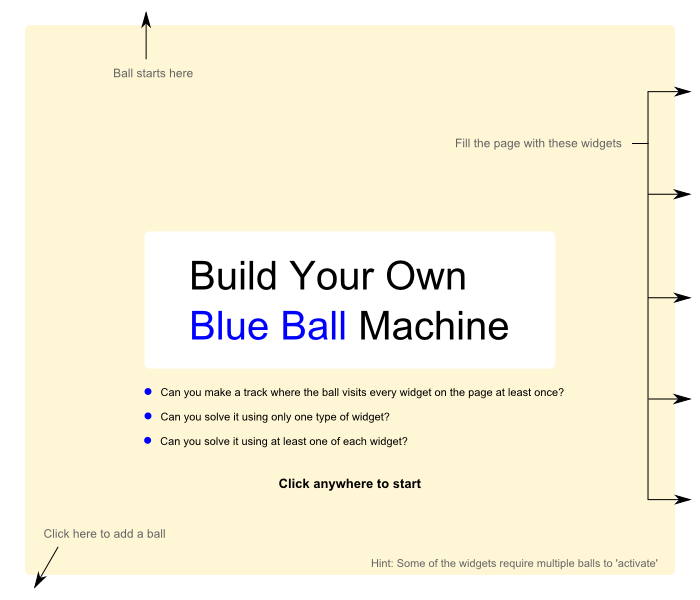 Ball starts here
Fill the page with these widgets
Build Your Own
Blue Ball Machine
Can you make a track where the ball visits every widget on the page at least once?
Can you solve it using only one type of widget?
Can you solve it using at least one of each widget?
Click anywhere to start
Click here to add a ball
Hint: Some of the widgets require multiple balls to 'activate'